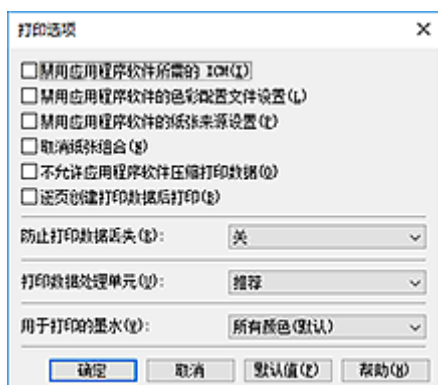 打印选项
禁用应用程序软件所需的 ICM(I)
禁用应用程序软件的色彩配置文件设置(L)
禁用应用程序软件的纸张来源设置(P)
取消纸张组合(N)
不允许应用程序软件压缩打印数据(O)
逐页创建打印数据后打印(R)
防止打印数据丢失(S): 关
打印数据处理单元(U): 推荐
用于打印的墨水(V): 所有颜色(默认)
确定 取消 默认值(F) 帮助(H)